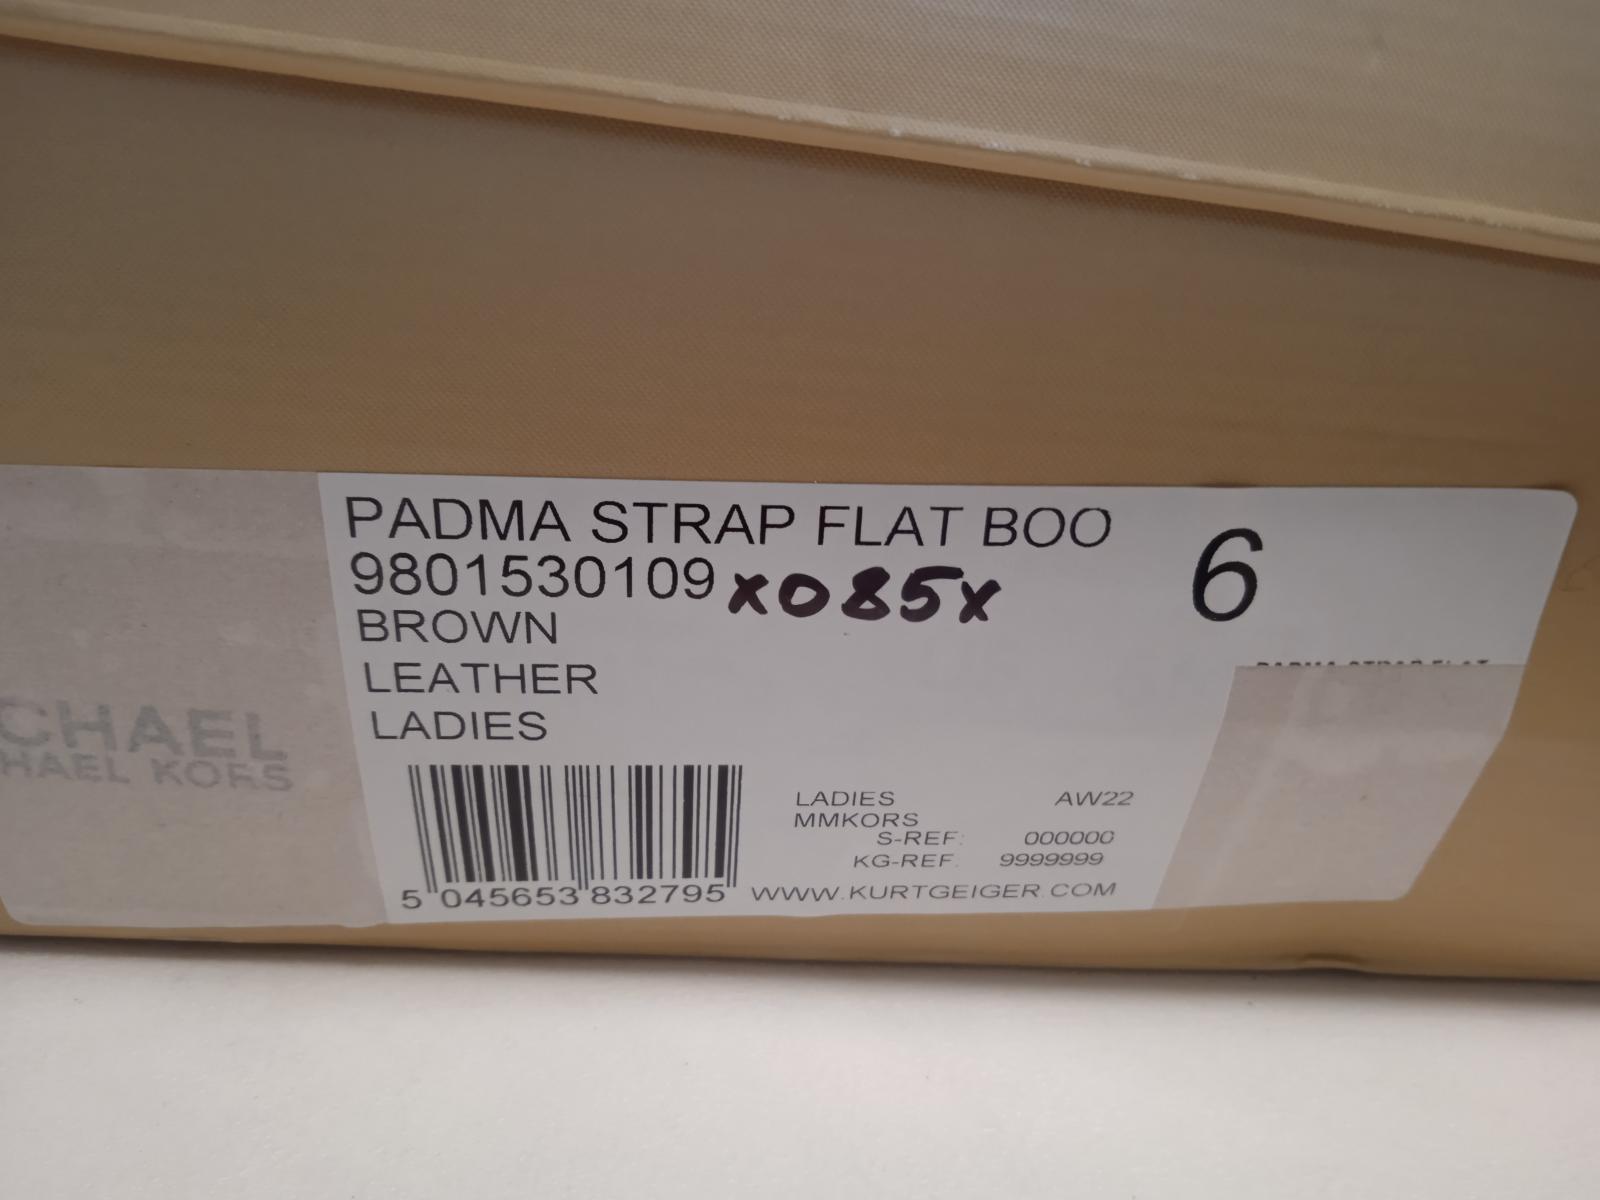 PADMA STRAP FLAT BOO
6
9801530109 x085x
BROWN
LEATHER
LADIES
CHAEL
HAEL KORS
LADIES AW22
MMKORS
S-REF: 000000
KG-REF. 9999999
5 045653 832795
WWW.KURTGEIGER.COM